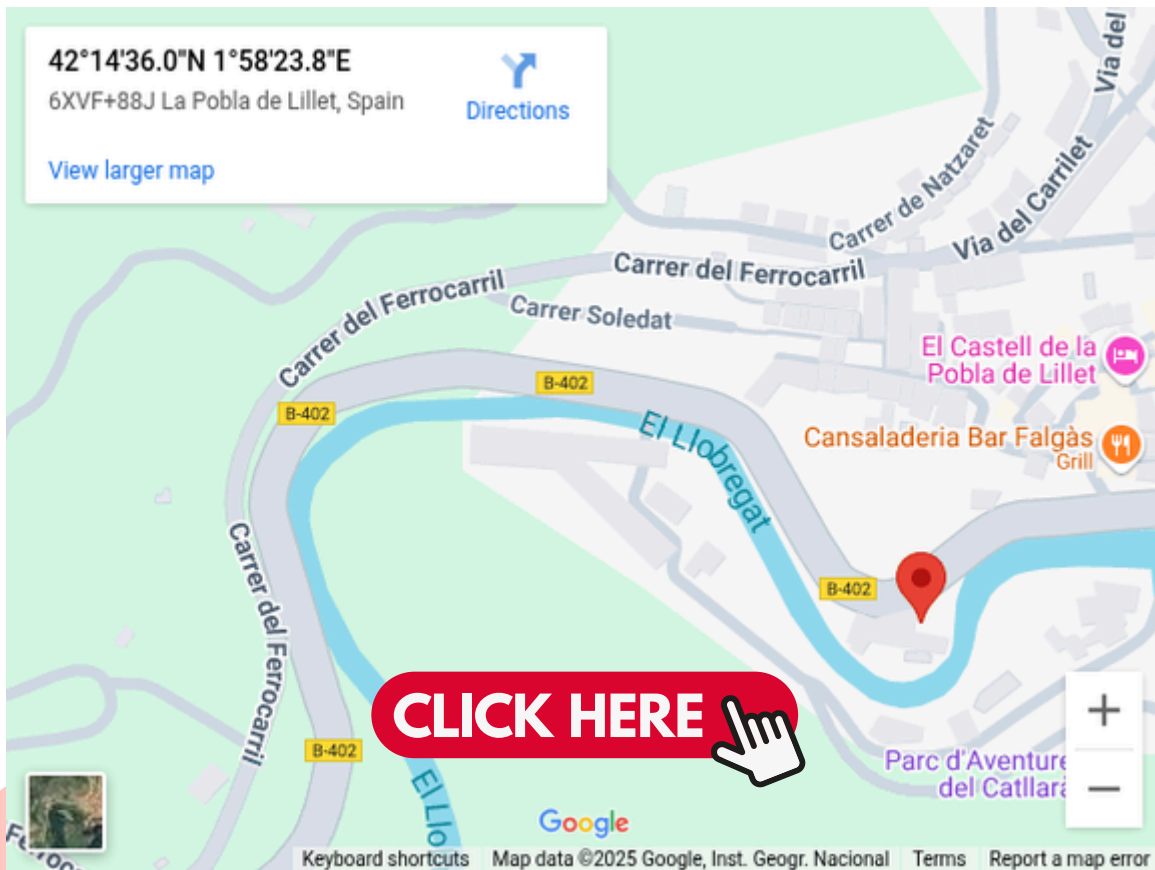 42°14'36.0"N 1°58'23.8"E
6XVF+88J La Pobla de Lillet, Spain
Directions
View larger map
Via del
Carrer de Natzaret
Via del Carrilet
Carrer del Ferrocarril
Carrer del Ferrocarril
Carrer Soledat
El Castell de la
Pobla de Lillet
B-402
B-402
El Llobregat
Cansaladeria Bar Falgàs
Grill
Carrer del Ferrocarril
B-402
CLICK HERE
B-402
Parc d'Aventure
del Catllarà
El Llo
Google
Keyboard shortcuts Map data ©2025 Google, Inst. Geogr. Nacional Terms Report a map error